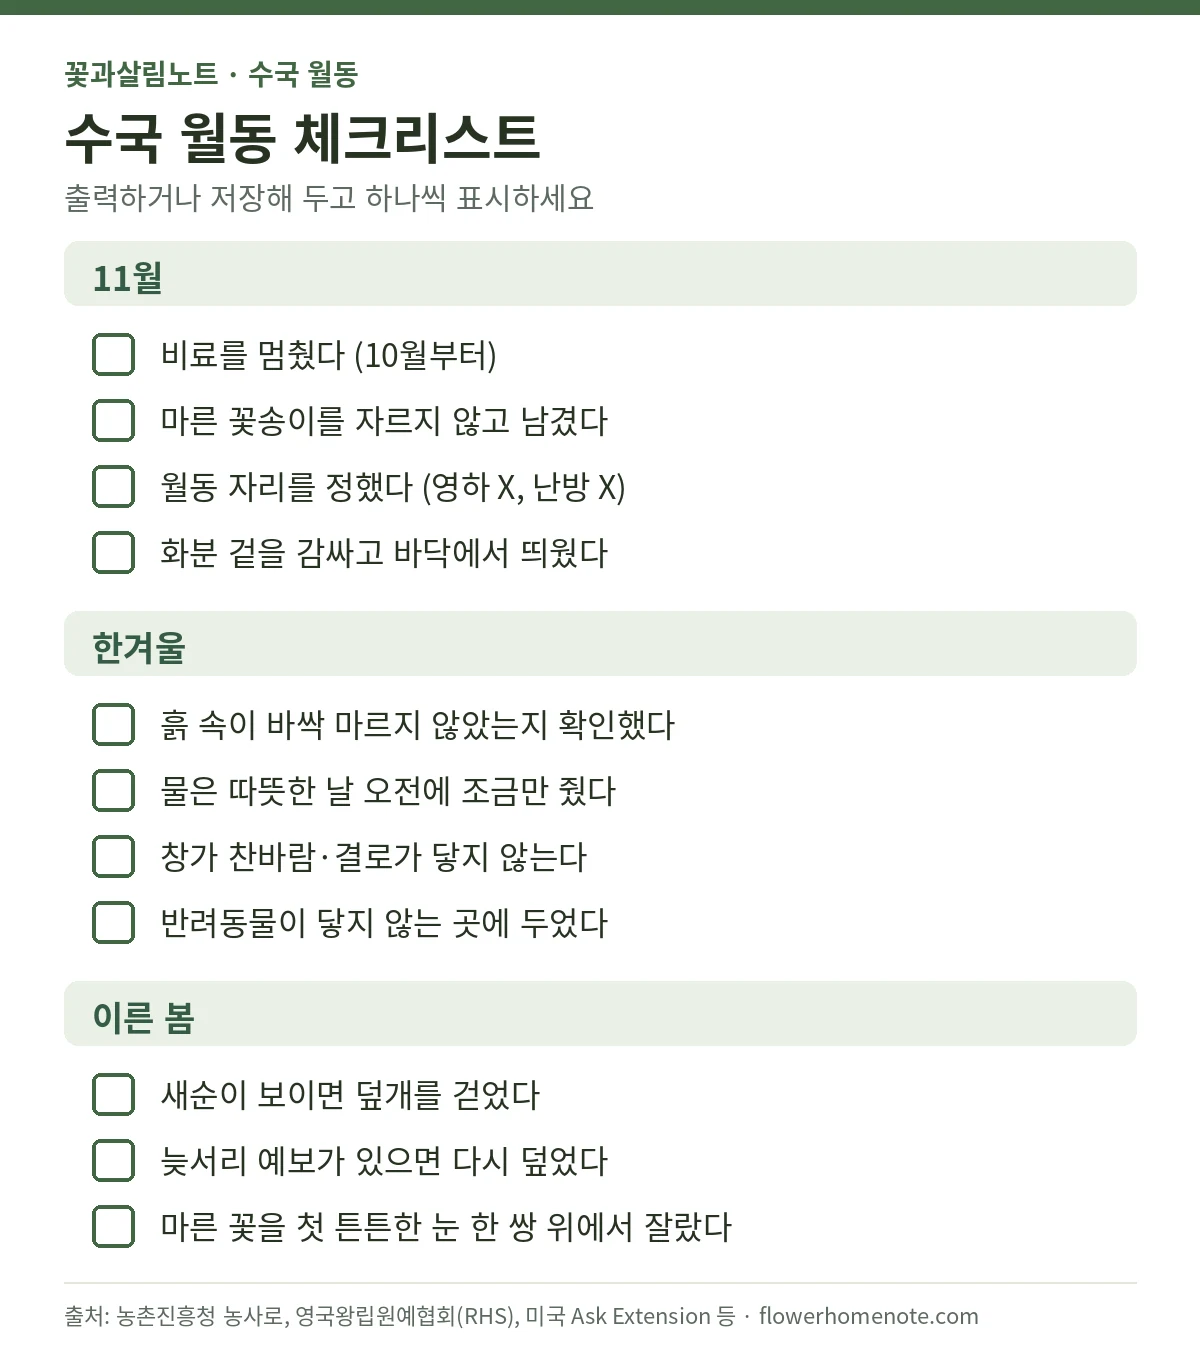 꽃과살림노트 · 수국 월동
수국 월동 체크리스트
출력하거나 저장해 두고 하나씩 표시하세요
11월
비료를 멈췄다 (10월부터)
마른 꽃송이를 자르지 않고 남겼다
월동 자리를 정했다 (영하 X, 난방 X)
화분 겉을 감싸고 바닥에서 띄웠다
한겨울
흙 속이 바싹 마르지 않았는지 확인했다
물은 따뜻한 날 오전에 조금만 줬다
창가 찬바람·결로가 닿지 않는다
반려동물이 닿지 않는 곳에 두었다
이른 봄
새순이 보이면 덮개를 걷었다
늦서리 예보가 있으면 다시 덮었다
마른 꽃을 첫 튼튼한 눈 한 쌍 위에서 잘랐다
출처: 농촌진흥청 농사로, 영국왕립원예협회(RHS), 미국 Ask Extension 등 · flowerhomenote.com